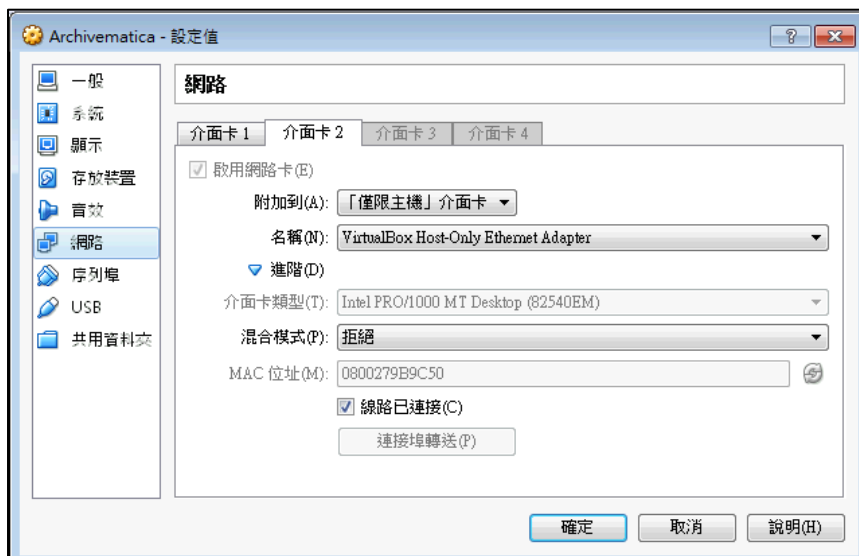 Archivematica - 設定值
一般
系統
顯示
存放裝置
音效
網路
序列埠
USB
共用資料夾
網路
介面卡 1 介面卡 2 介面卡 3 介面卡 4
啟用網路卡(E)
附加到(A): 「僅限主機」介面卡
名稱(N): VirtualBox Host-Only Ethernet Adapter
進階(D)
介面卡類型(T): Intel PRO/1000 MT Desktop (82540EM)
混合模式(P): 拒絕
MAC 位址(M): 0800279B9C50
線路已連接(C)
連接埠轉送(P)
確定 取消 說明(H)